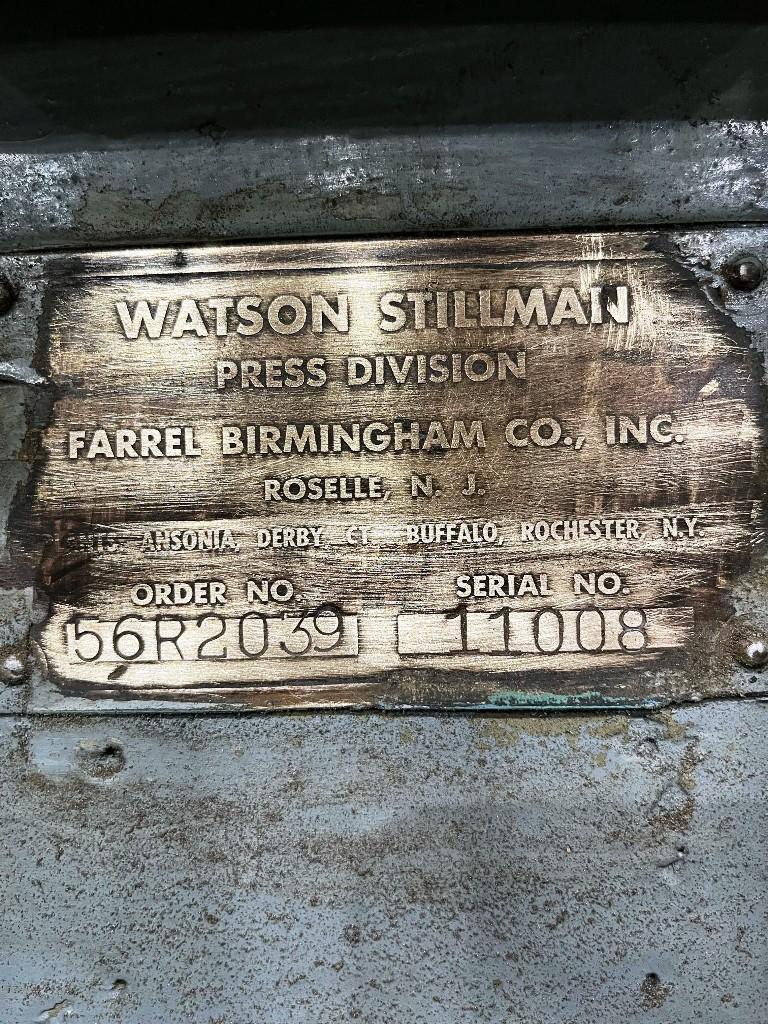 WATSON STILLMAN
PRESS DIVISION
FARREL BIRMINGHAM CO., INC.
ROSELLE, N. J.
ANSONIA, DERBY, CT. BUFFALO, ROCHESTER, N.Y.
ORDER NO. SERIAL NO.
56R2039 11008